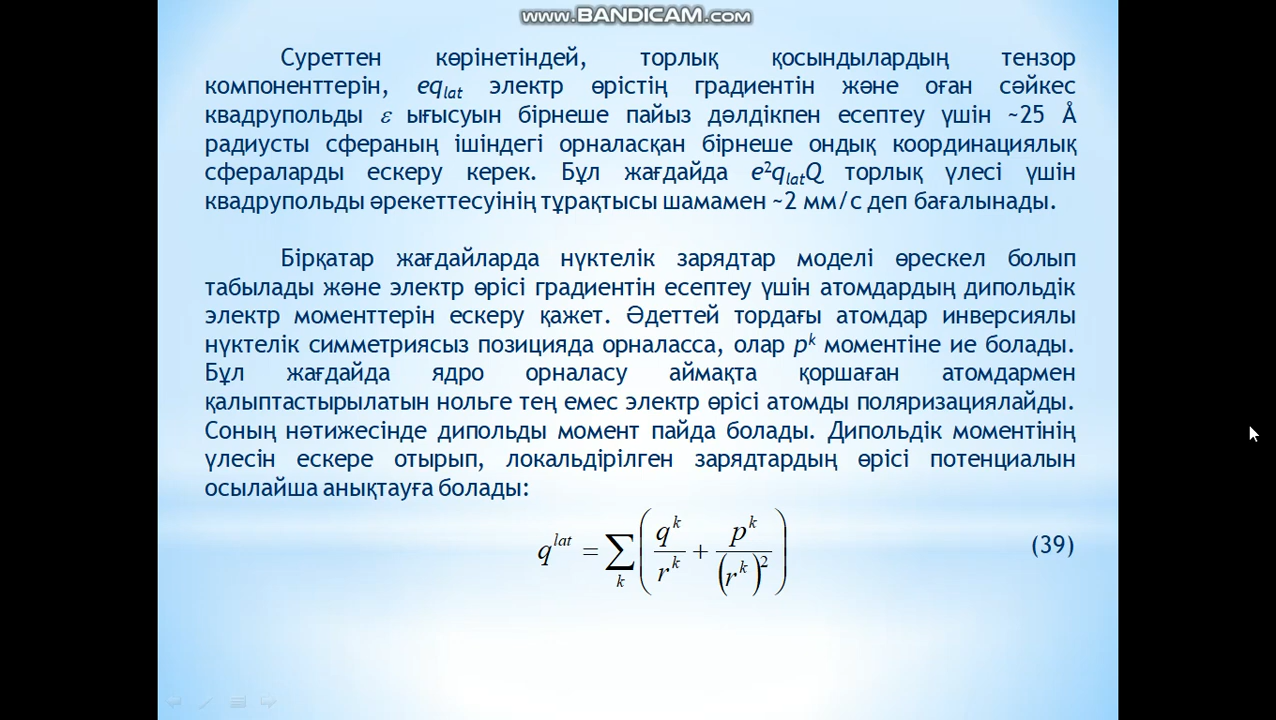 www.BANDICAM.com
Суреттен көрінетіндей, торлық қосындылардың тензор
компоненттерін, eq_lat электр өрістің градиентін және оған сәйкес
квадрупольды ε ығысуын бірнеше пайыз дәлдікпен есептеу үшін ~25 Å
радиусты сфераның ішіндегі орналасқан бірнеше ондық координациялық
сфераларды ескеру керек. Бұл жағдайда e²q_latQ торлық үлесі үшін
квадрупольды әрекеттесуінің тұрақтысы шамамен ~2 мм/с деп бағалынады.
Бірқатар жағдайларда нүктелік зарядтар моделі өрескел болып
табылады және электр өрісі градиентін есептеу үшін атомдардың дипольдік
электр моменттерін ескеру қажет. Әдеттей тордағы атомдар инверсиялы
нүктелік симметриясыз позицияда орналасса, олар p^k моментіне ие болады.
Бұл жағдайда ядро орналасу аймақта қоршаған атомдармен
қалыптастырылатын нольге тең емес электр өрісі атомды поляризациялайды.
Соның нәтижесінде дипольды момент пайда болады. Дипольдік моментінің
үлесін ескере отырып, локальдірілген зарядтардың өрісі потенциалын
осылайша анықтауға болады:
q^lat = ∑_k (q^k / r^k + p^k / (r^k)^2) (39)